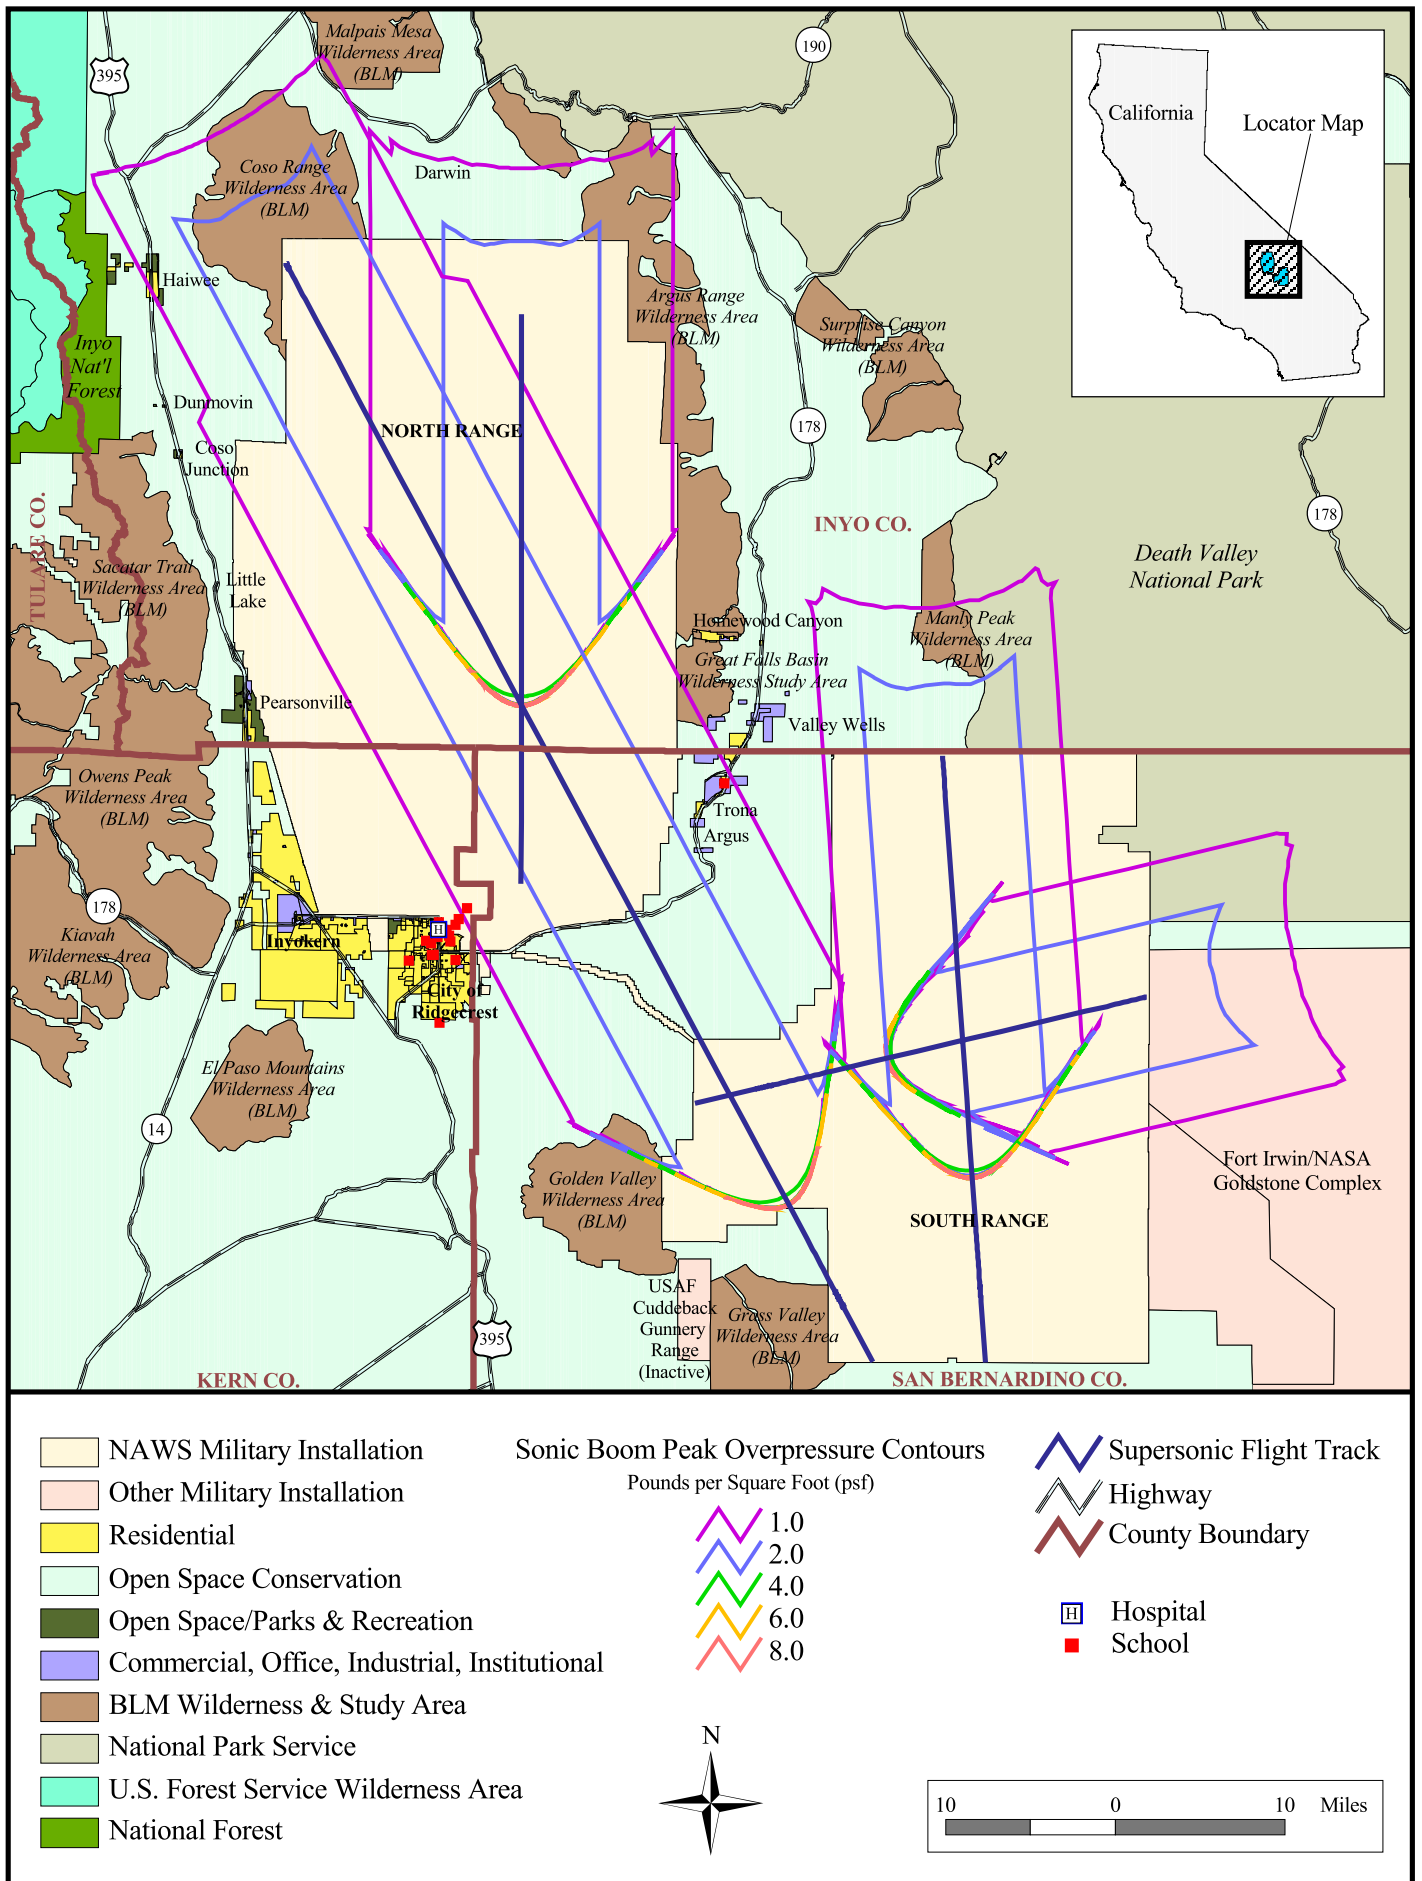 Malpais Mesa
Wilderness Area
(BLM)
395
190
California
Locator Map
Coso Range
Wilderness Area
(BLM)
Darwin
Haiwee
Argus Range
Wilderness Area
(BLM)
Surprise Canyon
Wilderness Area
(BLM)
Inyo
Nat'l
Forest
Dunmovin
NORTH RANGE
178
Coso
Junction
TULARE CO.
INYO CO.
178
Death Valley
National Park
Sacatar Trail
Wilderness Area
(BLM)
Little
Lake
Homewood Canyon
Manly Peak
Wilderness Area
(BLM)
Great Falls Basin
Wilderness Study Area
Pearsonville
Valley Wells
Owens Peak
Wilderness Area
(BLM)
Trona
Argus
178
Kiavah
Wilderness Area
(BLM)
H
Inyokern
City of
Ridgecrest
El Paso Mountains
Wilderness Area
(BLM)
14
Golden Valley
Wilderness Area
(BLM)
Fort Irwin/NASA
Goldstone Complex
SOUTH RANGE
USAF
Cuddeback
Gunnery
Range
(Inactive)
Grass Valley
Wilderness Area
(BLM)
395
KERN CO.
SAN BERNARDINO CO.
NAWS Military Installation
Other Military Installation
Residential
Open Space Conservation
Open Space/Parks & Recreation
Commercial, Office, Industrial, Institutional
BLM Wilderness & Study Area
National Park Service
U.S. Forest Service Wilderness Area
National Forest
Sonic Boom Peak Overpressure Contours
Pounds per Square Foot (psf)
1.0
2.0
4.0
6.0
8.0
Supersonic Flight Track
Highway
County Boundary
H Hospital
School
N
10 0 10 Miles